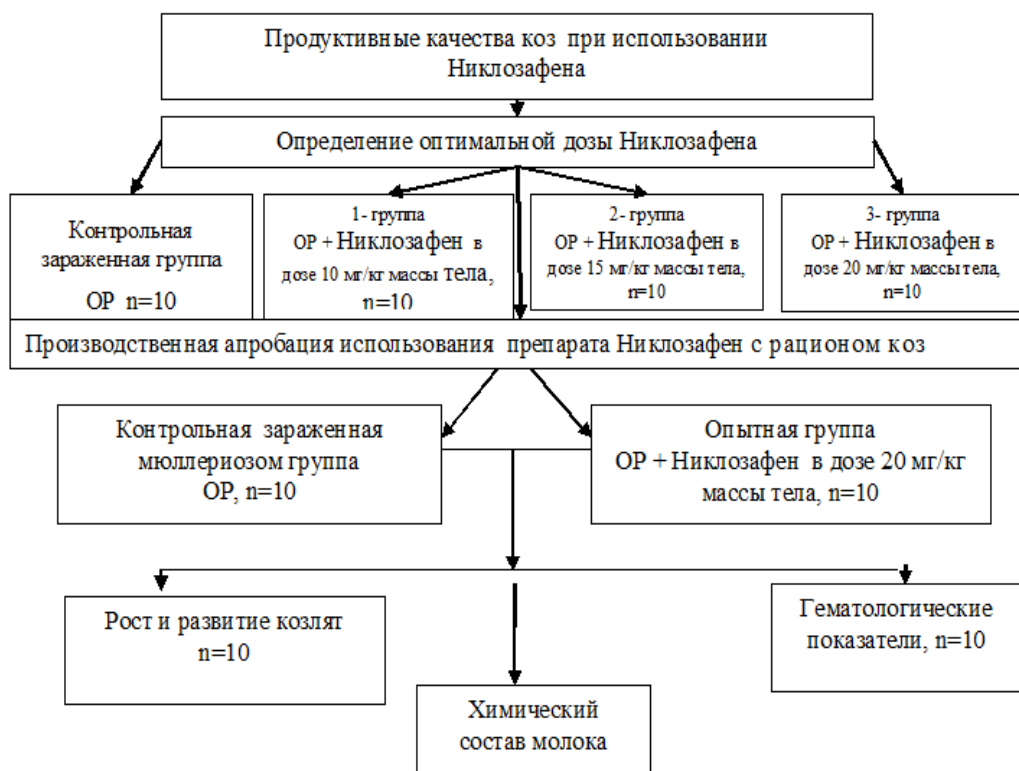 Продуктивные качества коз при использовании
Никлозафена
Определение оптимальной дозы Никлозафена
Контрольная
зараженная группа
ОР n=10
1- группа
ОР + Никлозафен в
дозе 10 мг/кг массы тела,
n=10
2- группа
ОР + Никлозафен в
дозе 15 мг/кг массы тела,
n=10
3- группа
ОР + Никлозафен в
дозе 20 мг/кг массы тела,
n=10
Производственная апробация использования препарата Никлозафен с рационом коз
Контрольная зараженная
мюллериозом группа
ОР, n=10
Опытная группа
ОР + Никлозафен в дозе 20 мг/кг
массы тела, n=10
Рост и развитие козлят
n=10
Гематологические
показатели, n=10
Химический
состав молока